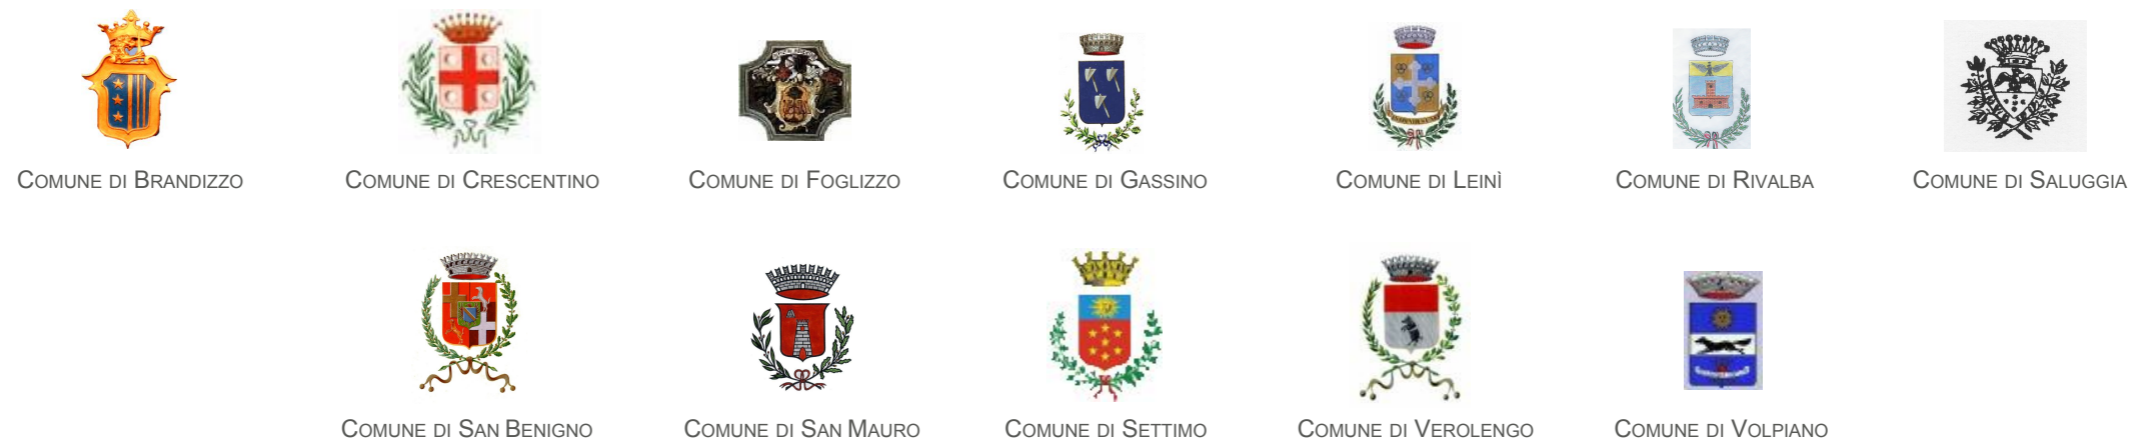 Comune di Brandizzo
Comune di Crescentino
Comune di Foglizzo
Comune di Gassino
Comune di Leinì
Comune di Rivalba
Comune di Saluggia
Comune di San Benigno
Comune di San Mauro
Comune di Settimo
Comune di Verolengo
Comune di Volpiano